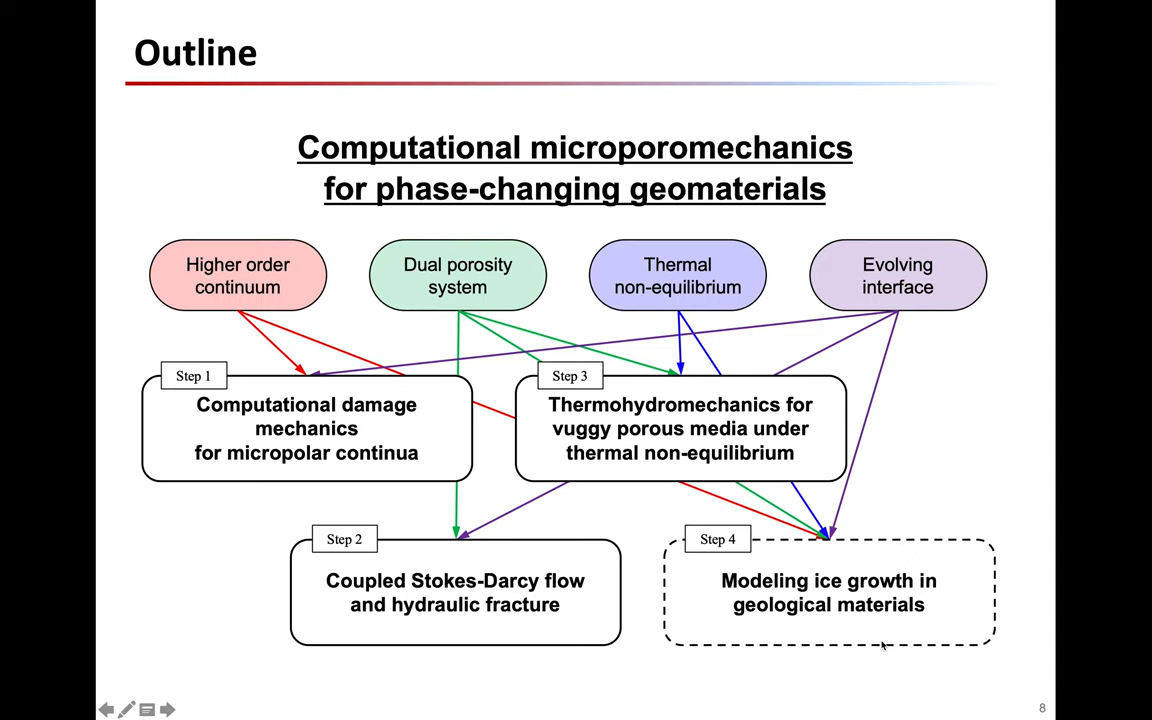 Outline
Computational microporomechanics
for phase-changing geomaterials
Higher order
continuum
Dual porosity
system
Thermal
non-equilibrium
Evolving
interface
Step 1
Computational damage
mechanics
for micropolar continua
Step 3
Thermohydromechanics for
vuggy porous media under
thermal non-equilibrium
Step 2
Coupled Stokes-Darcy flow
and hydraulic fracture
Step 4
Modeling ice growth in
geological materials
8